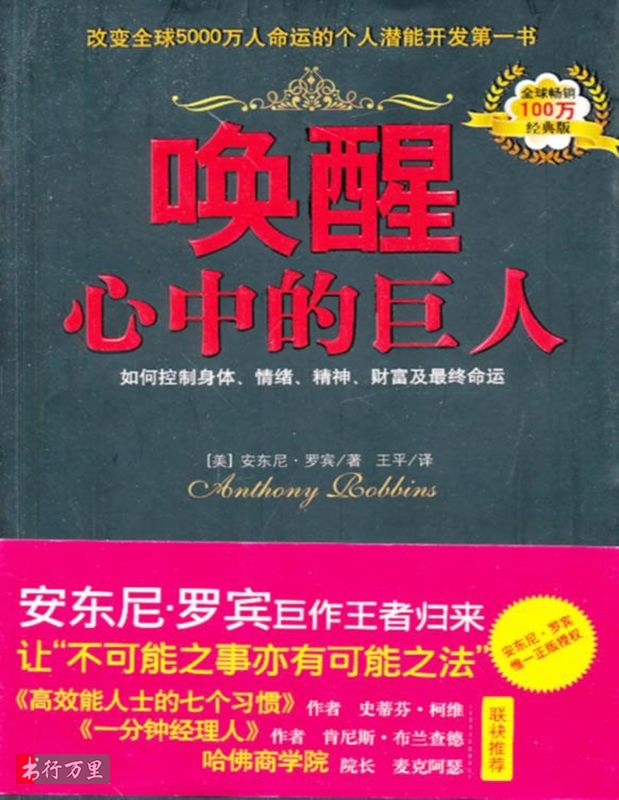 改变全球5000万人命运的个人潜能开发第一书
全球畅销
100万
经典版
唤醒
心中的巨人
如何控制身体、情绪、精神、财富及最终命运
[美] 安东尼·罗宾/著 王平/译
Anthony Robbins
安东尼·罗宾巨作王者归来
让“不可能之事亦有可能之法”
安东尼·罗宾
惟一正版授权
《高效能人士的七个习惯》作者 史蒂芬·柯维
《一分钟经理人》作者 肯尼斯·布兰查德
哈佛商学院 院长 麦克阿瑟
联袂推荐
书行万里